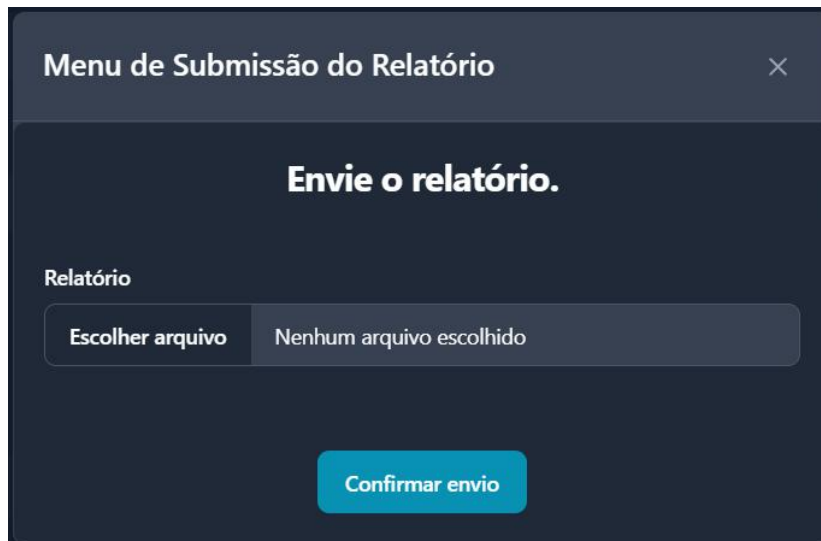 Menu de Submissão do Relatório
Envie o relatório.
Relatório
Escolher arquivo Nenhum arquivo escolhido
Confirmar envio